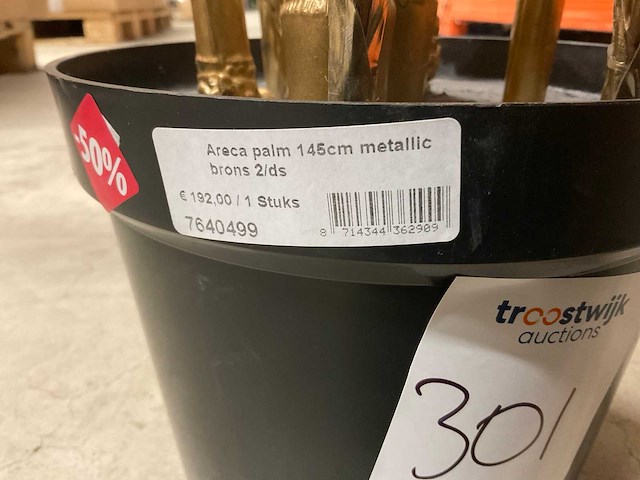 -50%
Areca palm 145cm metallic
brons 2/ds
€ 192,00 / 1 Stuks
7640499
8 714344 362909
troostwijk
auctions
301